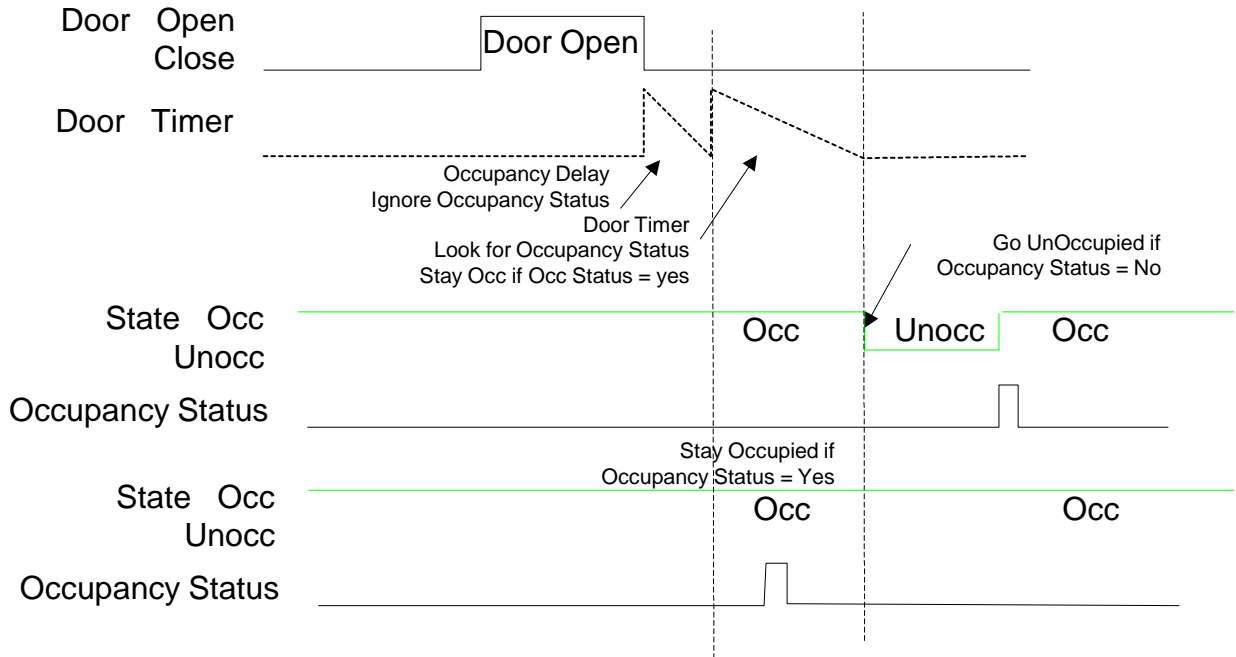 Door Open
Close
Door Open
Door Timer
Occupancy Delay
Ignore Occupancy Status
Door Timer
Look for Occupancy Status
Stay Occ if Occ Status = yes
Go UnOccupied if
Occupancy Status = No
State Occ
Unocc
Occ
Unocc
Occ
Occupancy Status
Stay Occupied if
Occupancy Status = Yes
State Occ
Unocc
Occ
Occ
Occupancy Status